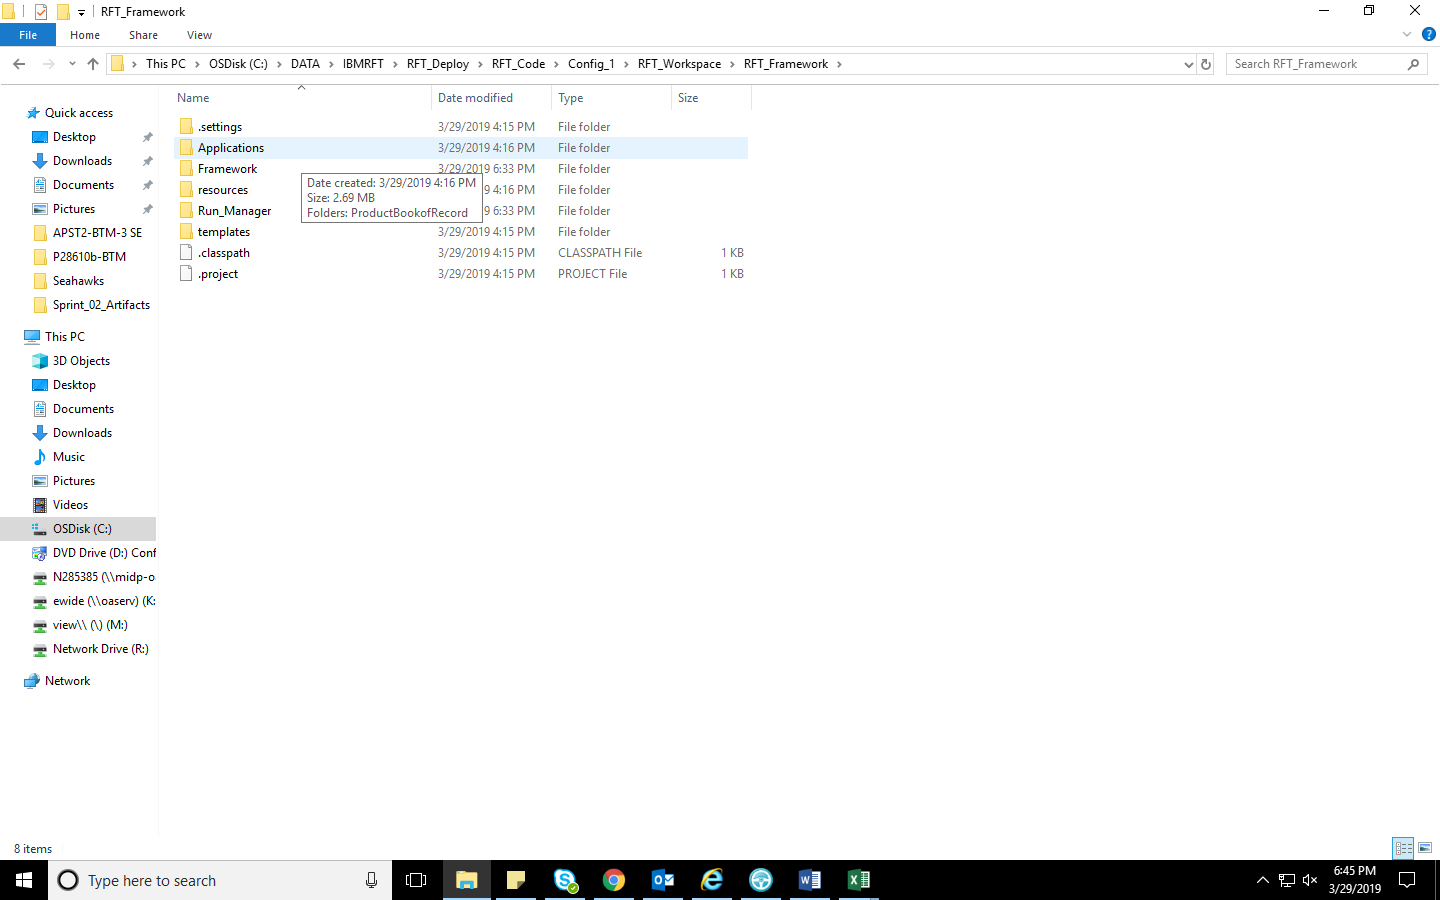 RFT_Framework
File Home Share View
This PC OSDisk (C:) DATA IBMRFT RFT_Deploy RFT_Code Config_1 RFT_Workspace RFT_Framework
Search RFT_Framework
Name Date modified Type Size
.settings 3/29/2019 4:15 PM File folder
Applications 3/29/2019 4:16 PM File folder
Framework 3/29/2019 6:33 PM File folder
resources 9 4:16 PM File folder
Run_Manager 9 6:33 PM File folder
templates 3/29/2019 4:15 PM File folder
.classpath 3/29/2019 4:15 PM CLASSPATH File 1 KB
.project 3/29/2019 4:15 PM PROJECT File 1 KB
Date created: 3/29/2019 4:16 PM
Size: 2.69 MB
Folders: ProductBookofRecord
Quick access
Desktop
Downloads
Documents
Pictures
APST2-BTM-3 SE
P28610b-BTM
Seahawks
Sprint_02_Artifacts
This PC
3D Objects
Desktop
Documents
Downloads
Music
Pictures
Videos
OSDisk (C:)
DVD Drive (D:) Conf
N285385 (\\midp-o
ewide (\\oaserv) (K:
view\\ (\) (M:)
Network Drive (R:)
Network
8 items
Type here to search
6:45 PM
3/29/2019